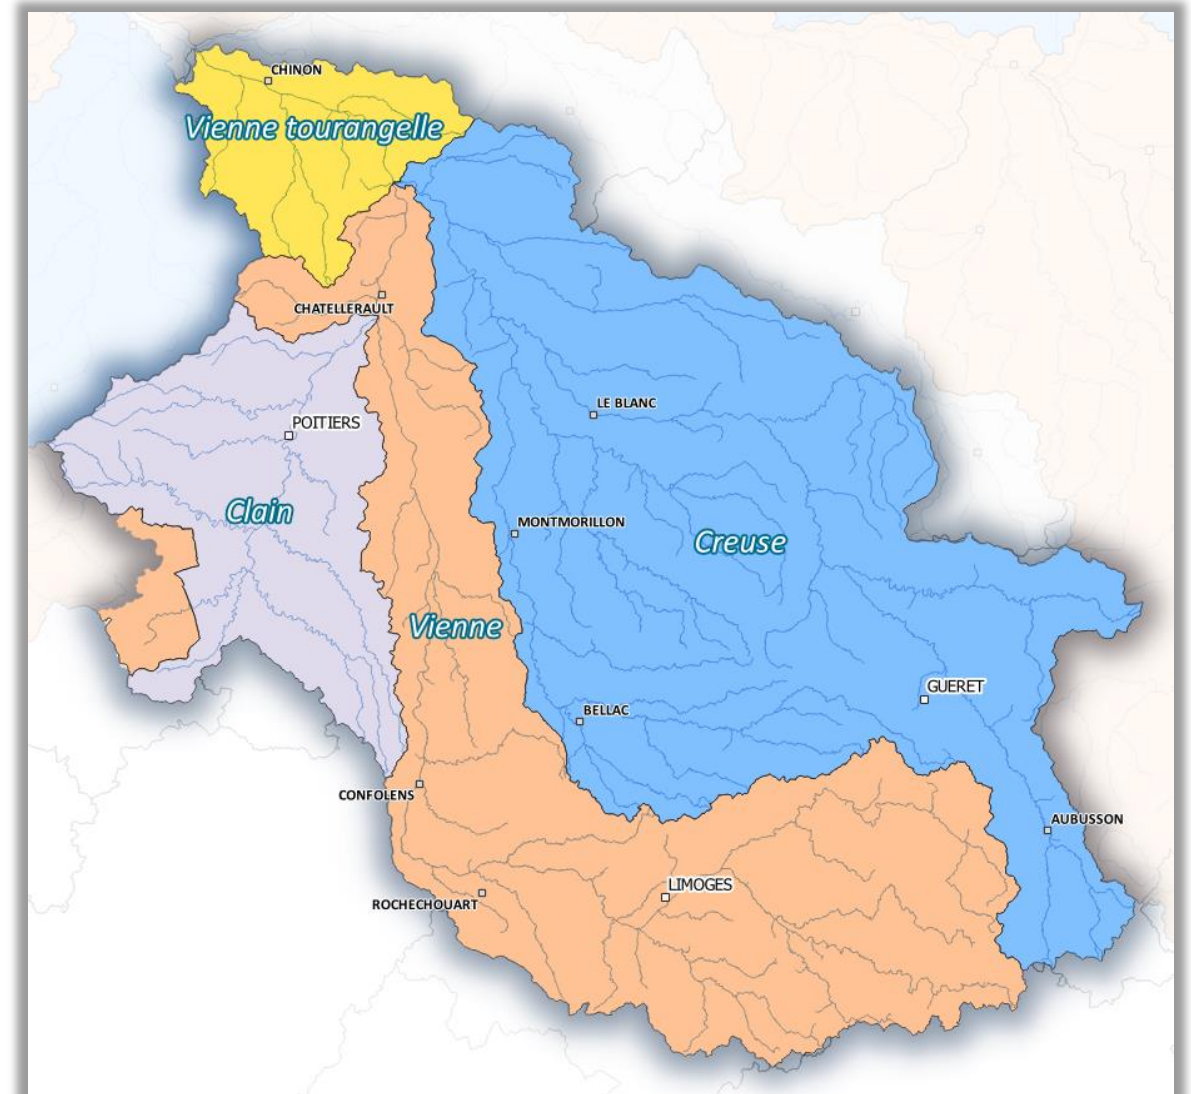 CHINON
Vienne tourangelle
CHATELLERAULT
LE BLANC
POITIERS
Clain
MONTMORILLON
Creuse
Vienne
GUERET
BELLAC
CONFOLENS
AUBUSSON
LIMOGES
ROCHECHOUART